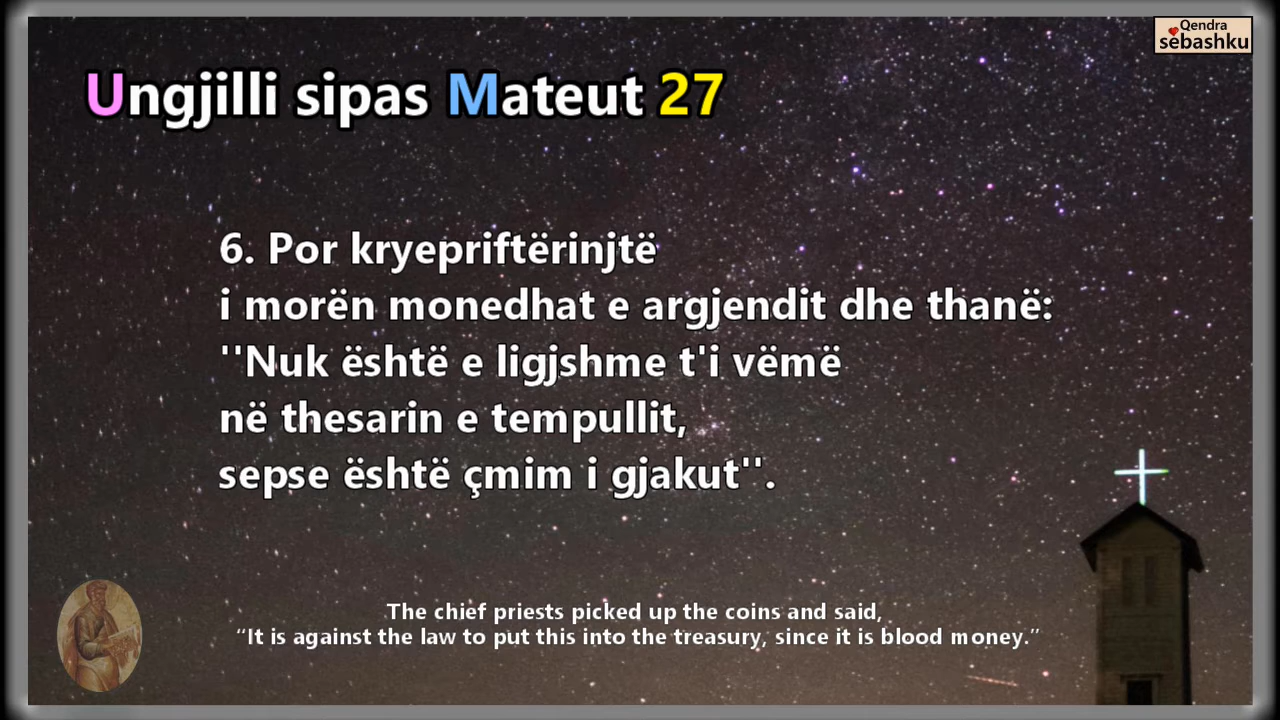 Qendra
sëbashku
Ungjilli sipas Mateut 27
6. Por kryepriftërinjtë
i morën monedhat e argjendit dhe thanë:
''Nuk është e ligjshme t'i vëmë
në thesarin e tempullit,
sepse është çmim i gjakut''.
The chief priests picked up the coins and said,
“It is against the law to put this into the treasury, since it is blood money.”